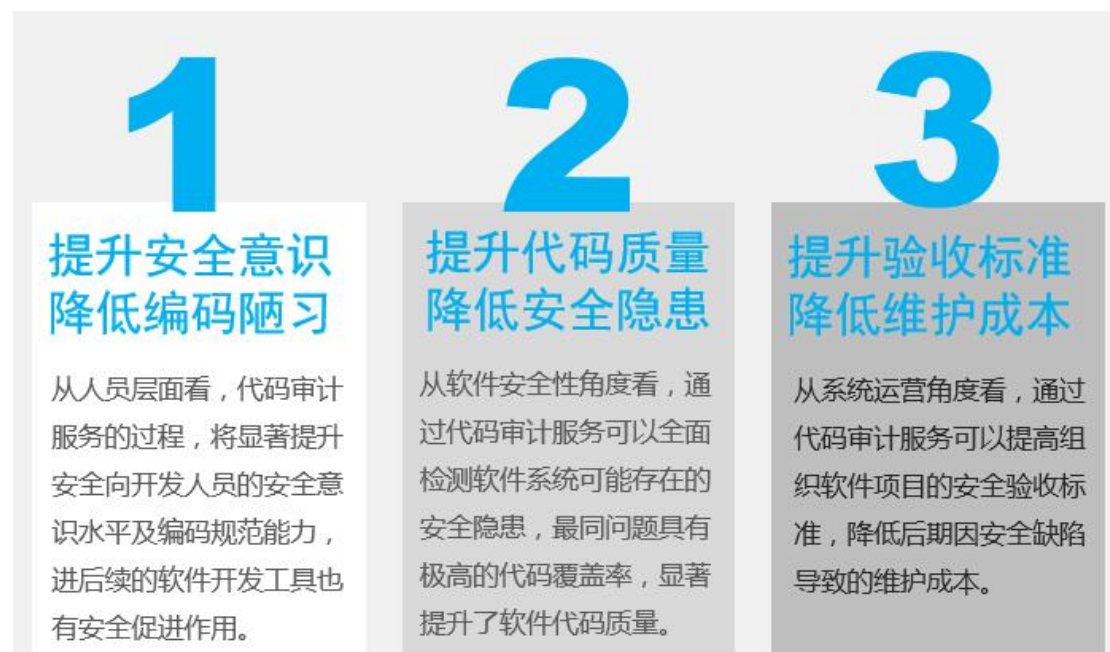 1
提升安全意识
降低编码陋习
从人员层面看，代码审计
服务的过程，将显著提升
安全向开发人员的安全意
识水平及编码规范能力，
进后续的软件开发工具也
有安全促进作用。
2
提升代码质量
降低安全隐患
从软件安全性角度看，通
过代码审计服务可以全面
检测软件系统可能存在的
安全隐患，最同问题具有
极高的代码覆盖率，显著
提升了软件代码质量。
3
提升验收标准
降低维护成本
从系统运营角度看，通过
代码审计服务可以提高组
织软件项目的安全验收标
准，降低后期因安全缺陷
导致的维护成本。